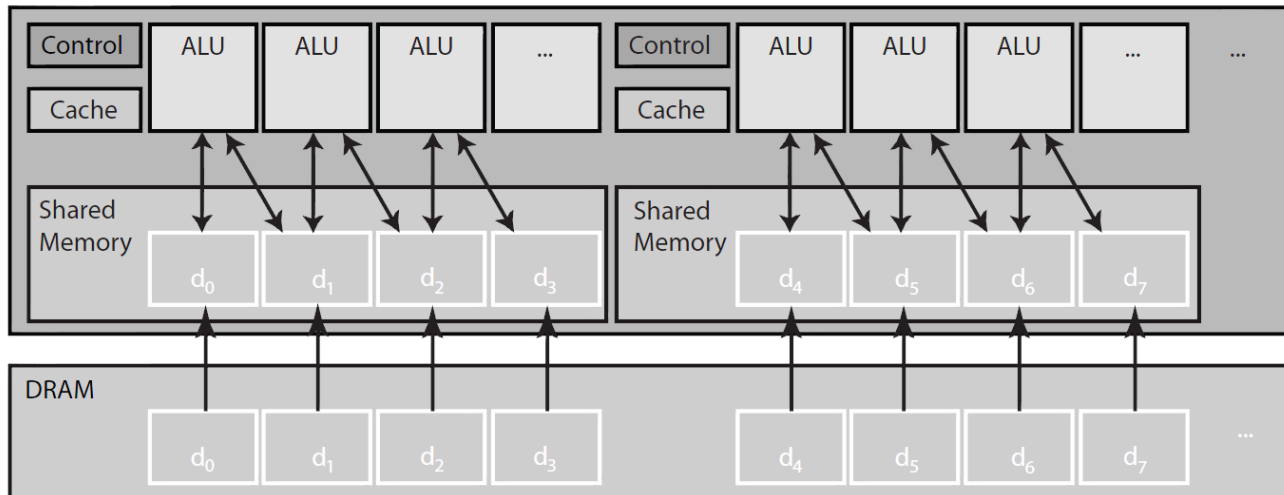 Control ALU ALU ALU ... Control ALU ALU ALU ... ...
Cache Cache
Shared Memory Shared Memory
d₀ d₁ d₂ d₃ d₄ d₅ d₆ d₇
DRAM
d₀ d₁ d₂ d₃ d₄ d₅ d₆ d₇ ...